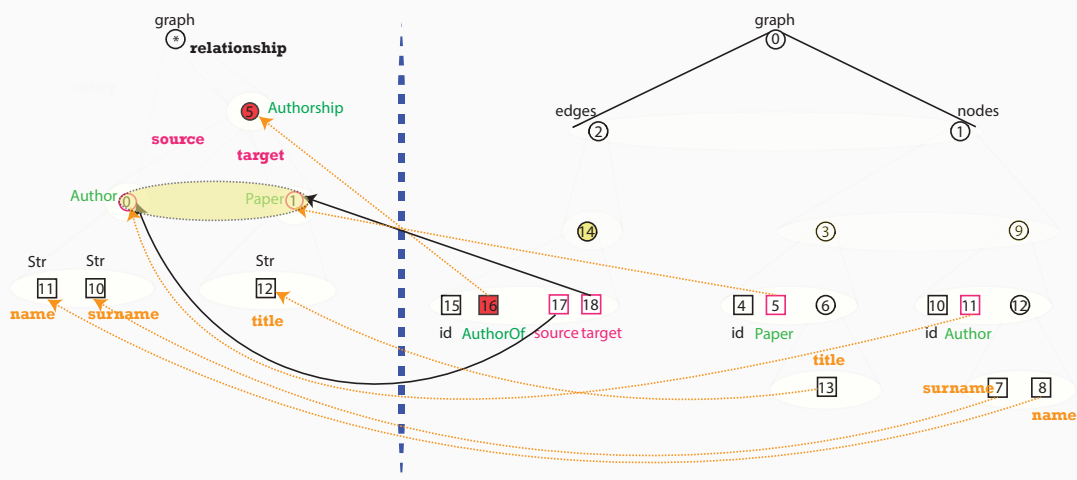 graph
*
relationship
5 Authorship
source
target
Author 0
Paper 1
Str
Str
Str
11
10
12
name
surname
title
graph
0
edges
2
nodes
1
14
3
9
15
16
17
18
id
AuthorOf
source
target
4
5
6
id
Paper
10
11
12
id
Author
title
13
surname
7
8
name